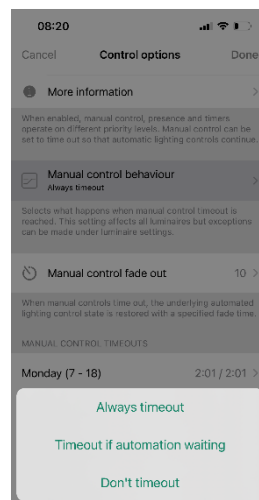 08:20
Cancel Control options Done
More information
When enabled, manual control, presence and timers
operate on different priority levels. Manual control can be
set to time out so that automatic lighting controls continue.
Manual control behaviour
Always timeout
Selects what happens when manual control timeout is
reached. This setting affects all luminaires but exceptions
can be made under luminaire settings.
Manual control fade out 10
When manual controls time out, the underlying automated
lighting control state is restored with a specified fade time.
MANUAL CONTROL TIMEOUTS
Monday (7 - 18) 2:01 / 2:01
Always timeout
Timeout if automation waiting
Don't timeout